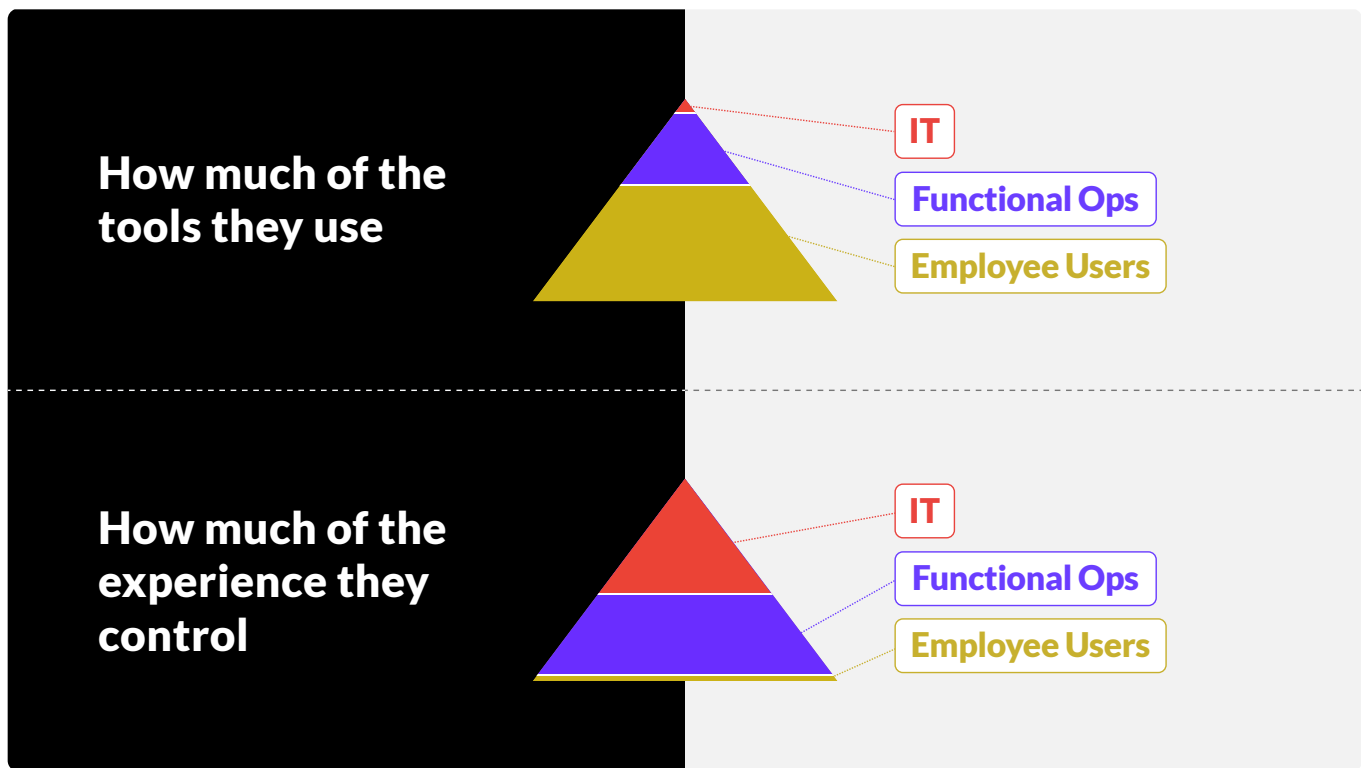 How much of the
tools they use
IT
Functional Ops
Employee Users
How much of the
experience they
control
IT
Functional Ops
Employee Users